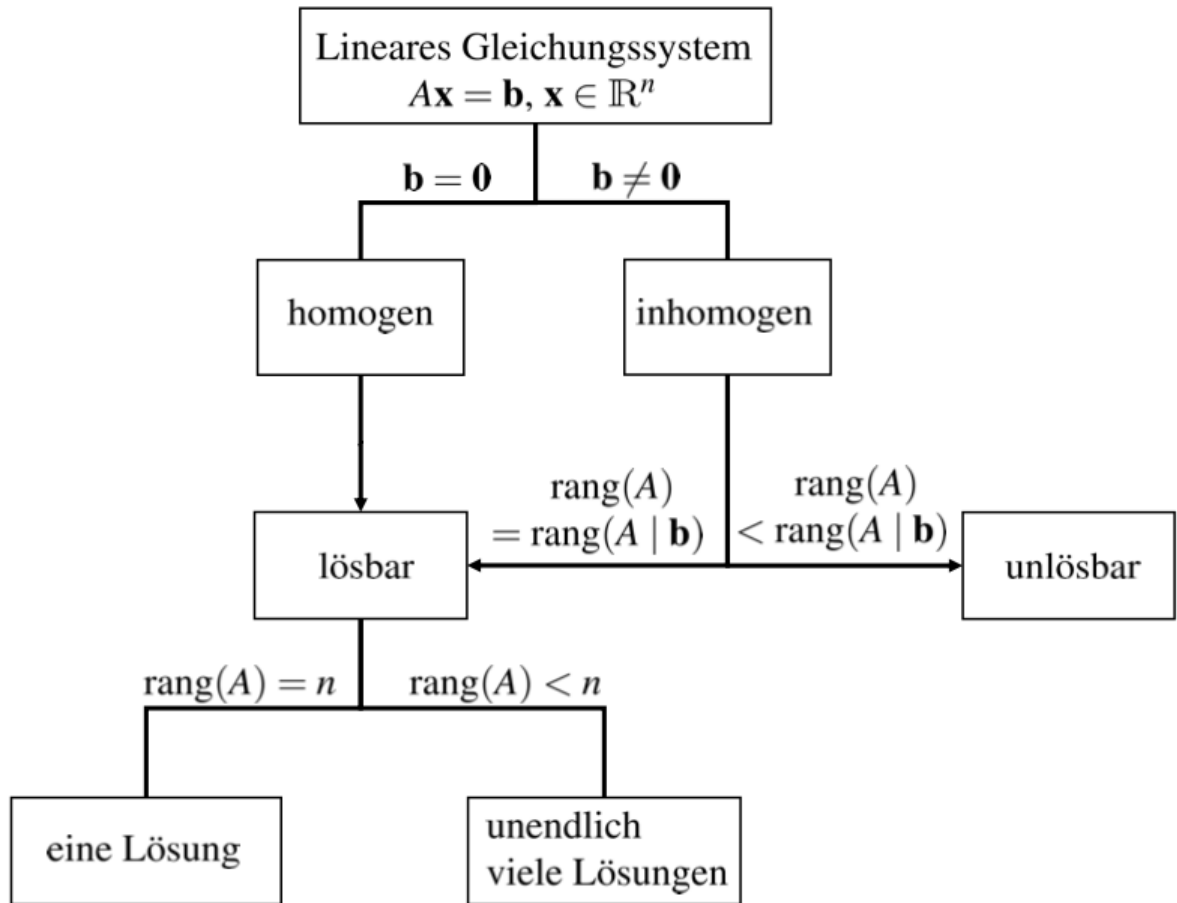 Lineares Gleichungssystem
Ax = b, x ∈ ℝⁿ
b = 0
b ≠ 0
homogen
inhomogen
rang(A)
= rang(A | b)
rang(A)
< rang(A | b)
lösbar
unlösbar
rang(A) = n
rang(A) < n
eine Lösung
unendlich
viele Lösungen